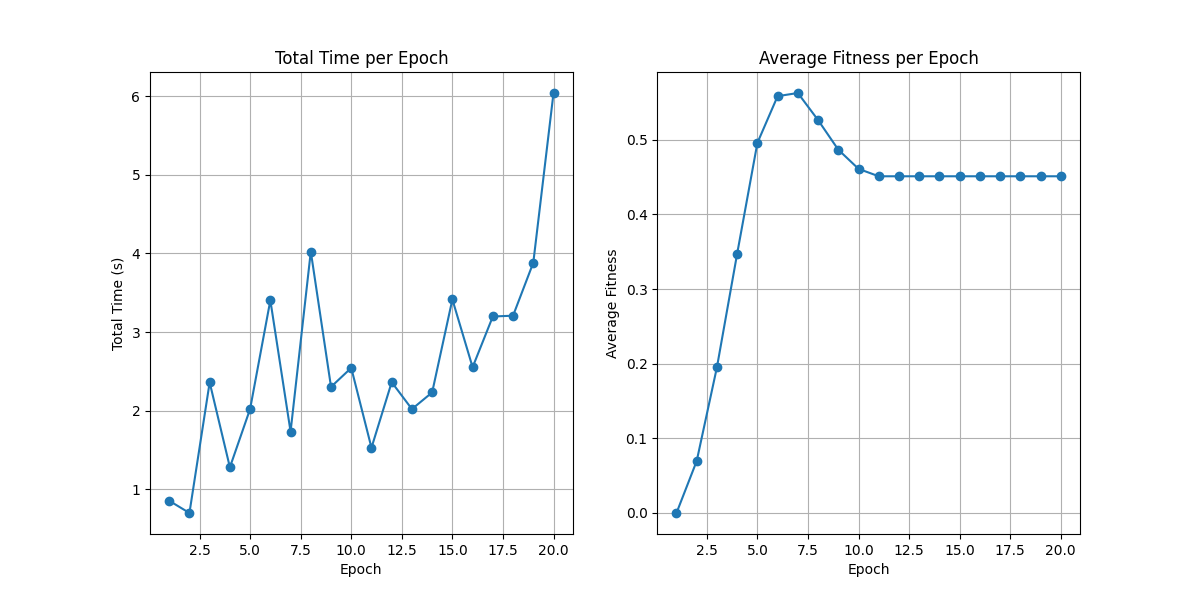 Total Time per Epoch
Total Time (s)
6
5
4
3
2
1
2.5 5.0 7.5 10.0 12.5 15.0 17.5 20.0
Epoch
Average Fitness per Epoch
Average Fitness
0.5
0.4
0.3
0.2
0.1
0.0
2.5 5.0 7.5 10.0 12.5 15.0 17.5 20.0
Epoch